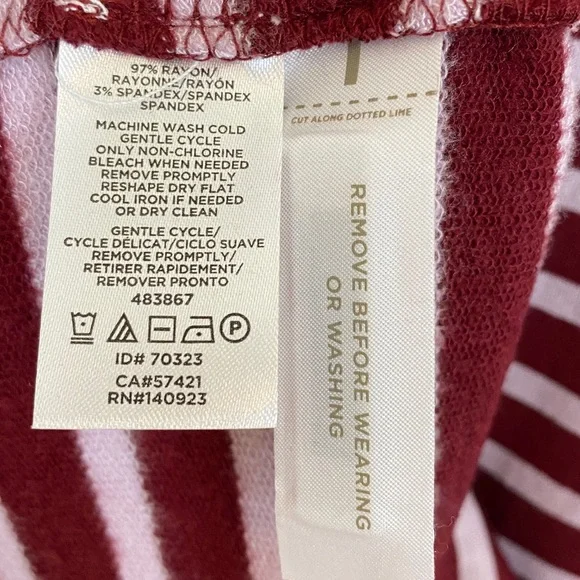 97% RAYON/
RAYONNE/RAYÓN
3% SPANDEX/SPANDEX
SPANDEX
MACHINE WASH COLD
GENTLE CYCLE
ONLY NON-CHLORINE
BLEACH WHEN NEEDED
REMOVE PROMPTLY
RESHAPE DRY FLAT
COOL IRON IF NEEDED
OR DRY CLEAN
GENTLE CYCLE/
CYCLE DÉLICAT/CICLO SUAVE
REMOVE PROMPTLY/
RETIRER RAPIDEMENT/
REMOVER PRONTO
483867
P
ID# 70323
CA#57421
RN#140923
CUT ALONG DOTTED LINE
REMOVE BEFORE WEARING
OR WASHING